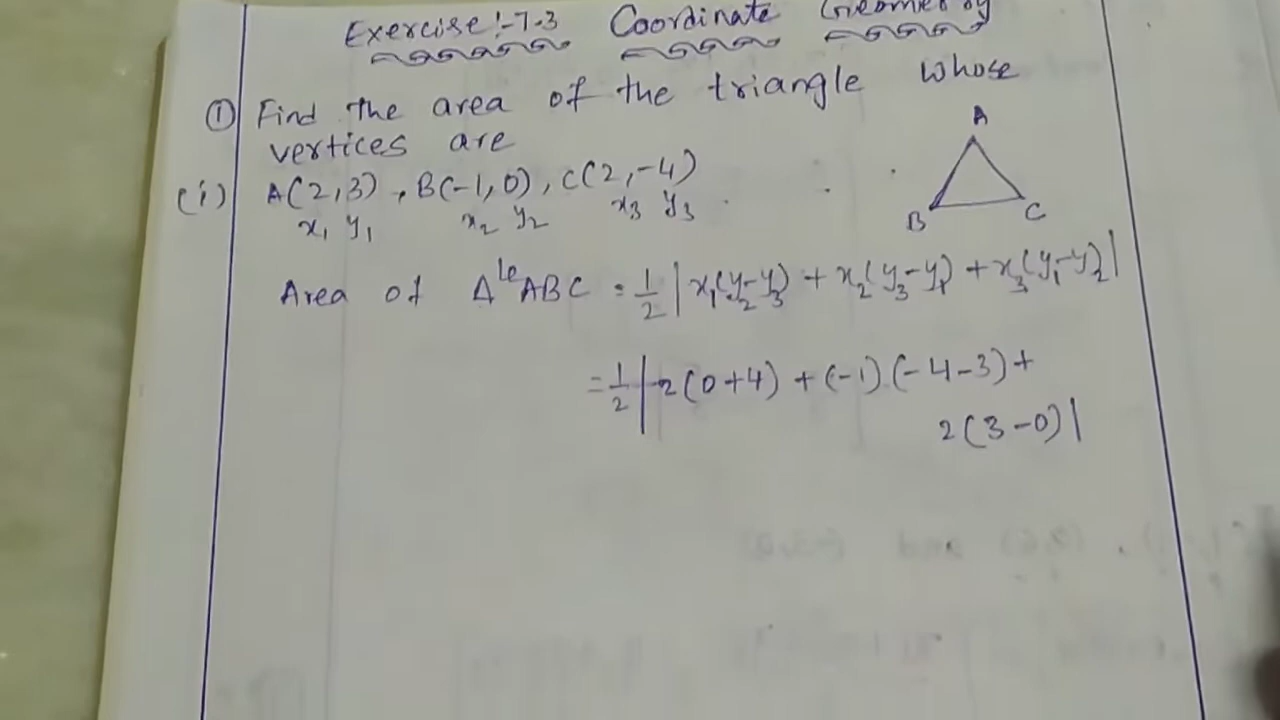 Exercise :- 7.3 Coordinate Geometry
① Find the area of the triangle whose
vertices are
(i) A(2,3), B(-1,0), C(2,-4)
x₁ y₁ x₂ y₂ x₃ y₃
A
B C
Area of Δle ABC = 1/2 |x₁(y₂-y₃) + x₂(y₃-y₁) + x₃(y₁-y₂)|
= 1/2 |2(0+4) + (-1)(-4-3) +
2(3-0)|